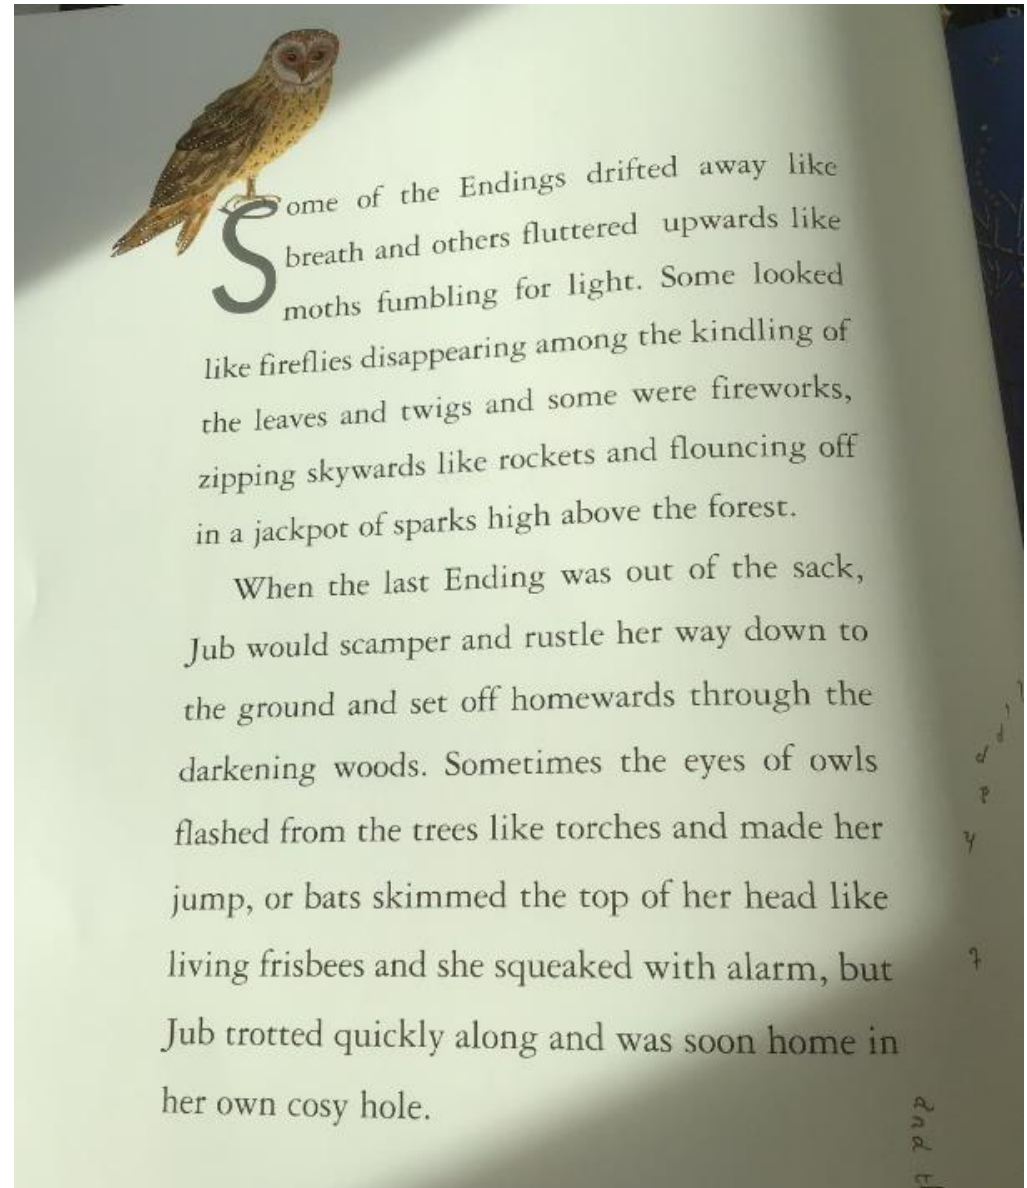 Some of the Endings drifted away like
breath and others fluttered upwards like
moths fumbling for light. Some looked
like fireflies disappearing among the kindling of
the leaves and twigs and some were fireworks,
zipping skywards like rockets and flouncing off
in a jackpot of sparks high above the forest.
When the last Ending was out of the sack,
Jub would scamper and rustle her way down to
the ground and set off homewards through the
darkening woods. Sometimes the eyes of owls
flashed from the trees like torches and made her
jump, or bats skimmed the top of her head like
living frisbees and she squeaked with alarm, but
Jub trotted quickly along and was soon home in
her own cosy hole.